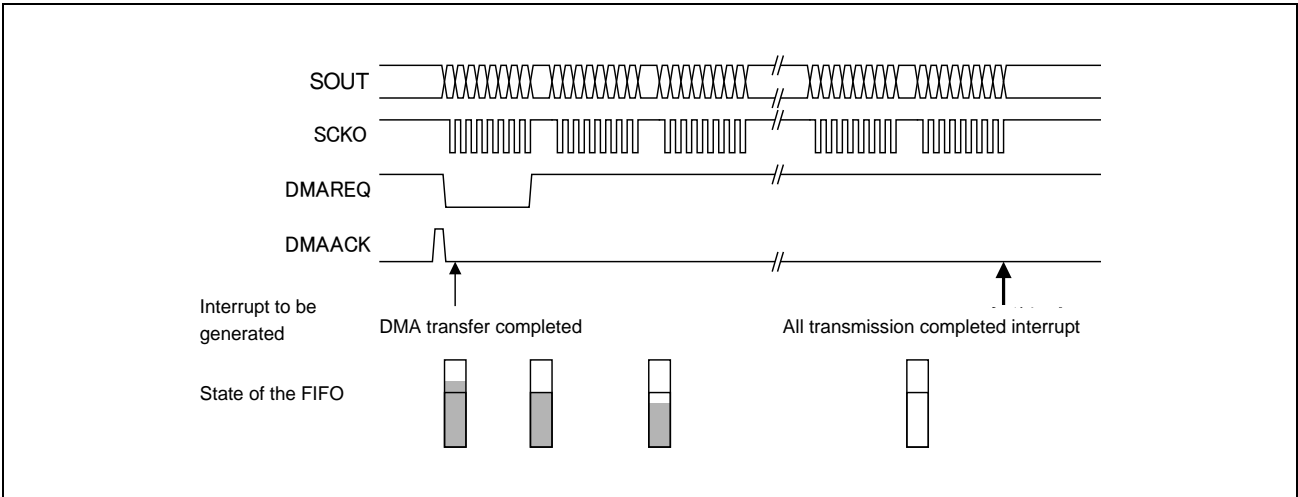 SOUT
SCKO
DMAREQ
DMAACK
Interrupt to be
generated
DMA transfer completed
All transmission completed interrupt
State of the FIFO